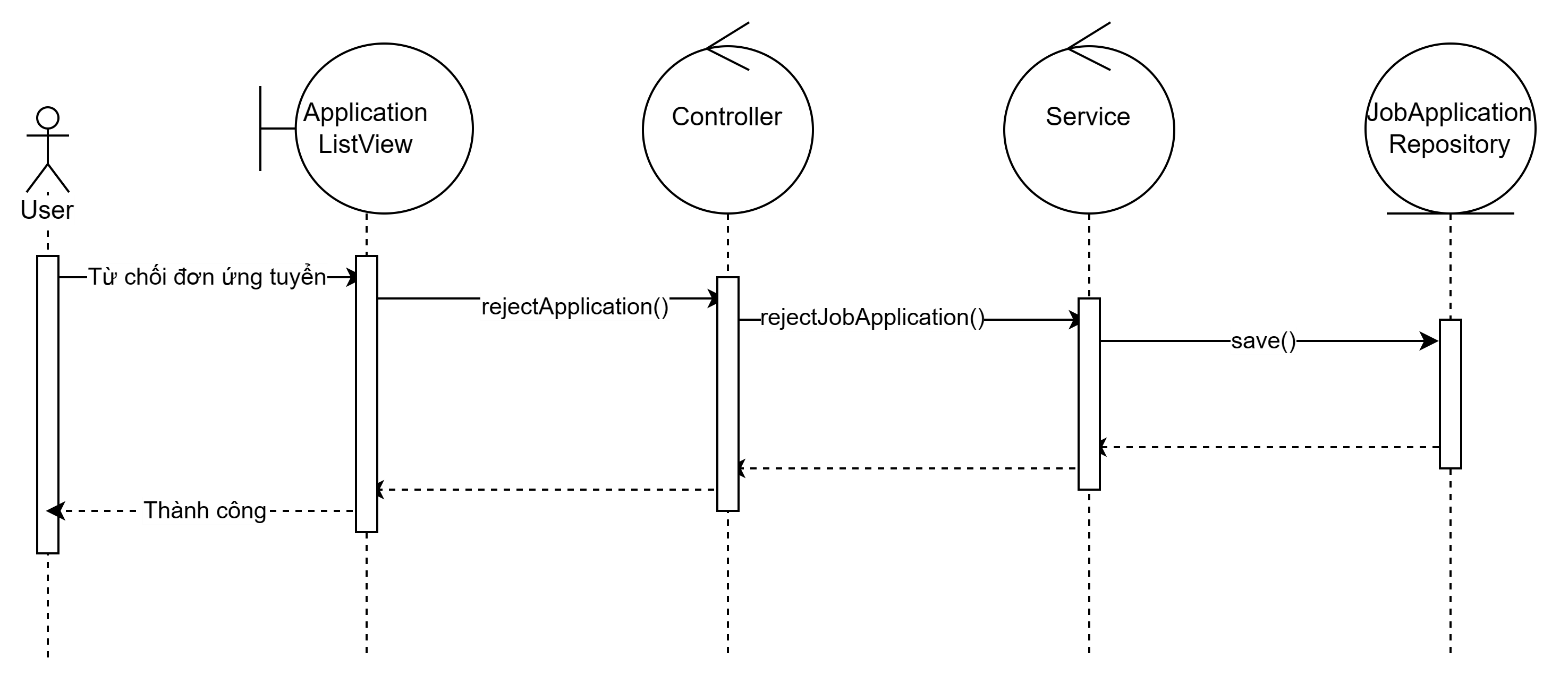 Application
ListView
Controller
Service
JobApplication
Repository
User
Từ chối đơn ứng tuyển
rejectApplication()
rejectJobApplication()
save()
Thành công